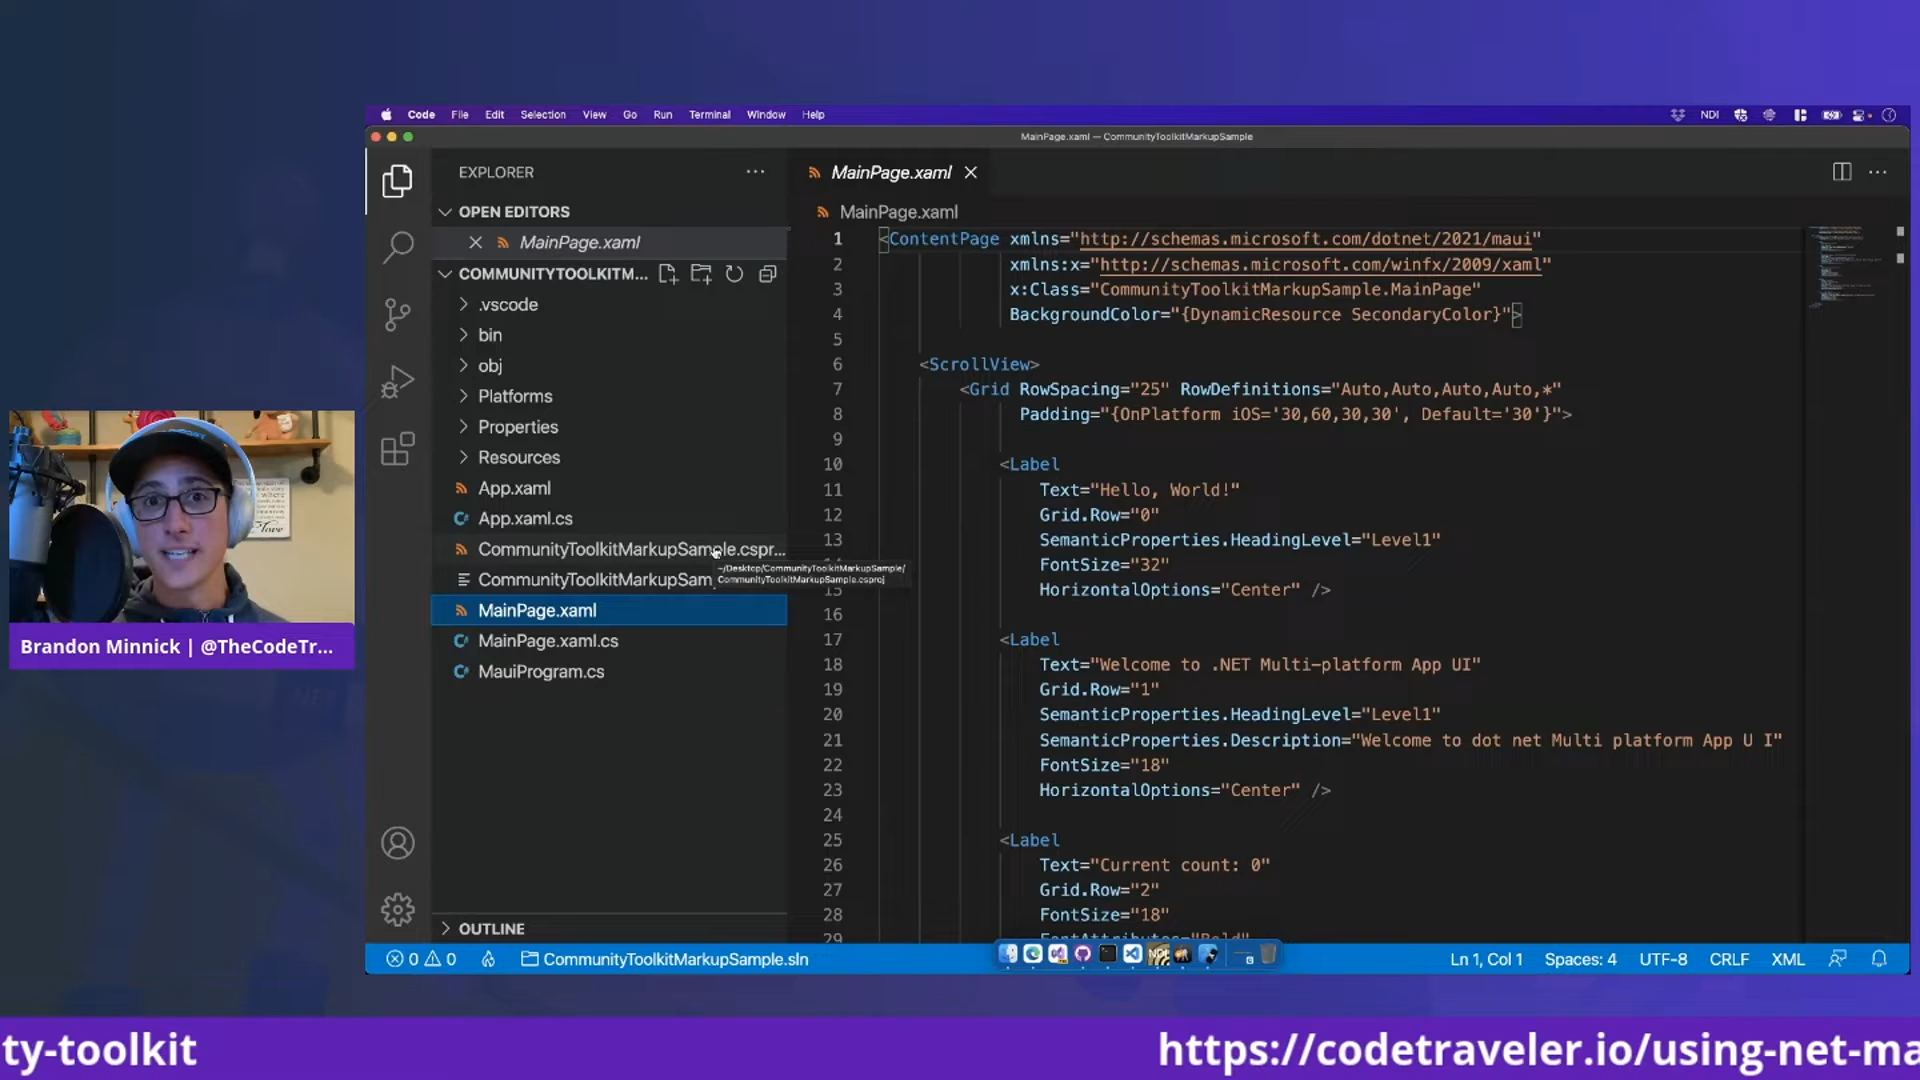 Code File Edit Selection View Go Run Terminal Window Help
NDI
MainPage.xaml — CommunityToolkitMarkupSample
EXPLORER
OPEN EDITORS
MainPage.xaml
COMMUNITYTOOLKITM...
.vscode
bin
obj
Platforms
Properties
Resources
App.xaml
App.xaml.cs
CommunityToolkitMarkupSample.cspr...
CommunityToolkitMarkupSam
~/Desktop/CommunityToolkitMarkupSample/
CommunityToolkitMarkupSample.csproj
MainPage.xaml
MainPage.xaml.cs
MauiProgram.cs
OUTLINE
MainPage.xaml
MainPage.xaml
1 <ContentPage xmlns="http://schemas.microsoft.com/dotnet/2021/maui"
2 xmlns:x="http://schemas.microsoft.com/winfx/2009/xaml"
3 x:Class="CommunityToolkitMarkupSample.MainPage"
4 BackgroundColor="{DynamicResource SecondaryColor}">
5
6 <ScrollView>
7 <Grid RowSpacing="25" RowDefinitions="Auto,Auto,Auto,Auto,*"
8 Padding="{OnPlatform iOS='30,60,30,30', Default='30'}">
9
10 <Label
11 Text="Hello, World!"
12 Grid.Row="0"
13 SemanticProperties.HeadingLevel="Level1"
FontSize="32"
15 HorizontalOptions="Center" />
16
17 <Label
18 Text="Welcome to .NET Multi-platform App UI"
19 Grid.Row="1"
20 SemanticProperties.HeadingLevel="Level1"
21 SemanticProperties.Description="Welcome to dot net Multi platform App U I"
22 FontSize="18"
23 HorizontalOptions="Center" />
24
25 <Label
26 Text="Current count: 0"
27 Grid.Row="2"
28 FontSize="18"
29 FontAttributes="Bold"
0 0 CommunityToolkitMarkupSample.sln
Ln 1, Col 1 Spaces: 4 UTF-8 CRLF XML
Brandon Minnick | @TheCodeTr...
ty-toolkit
https://codetraveler.io/using-net-ma